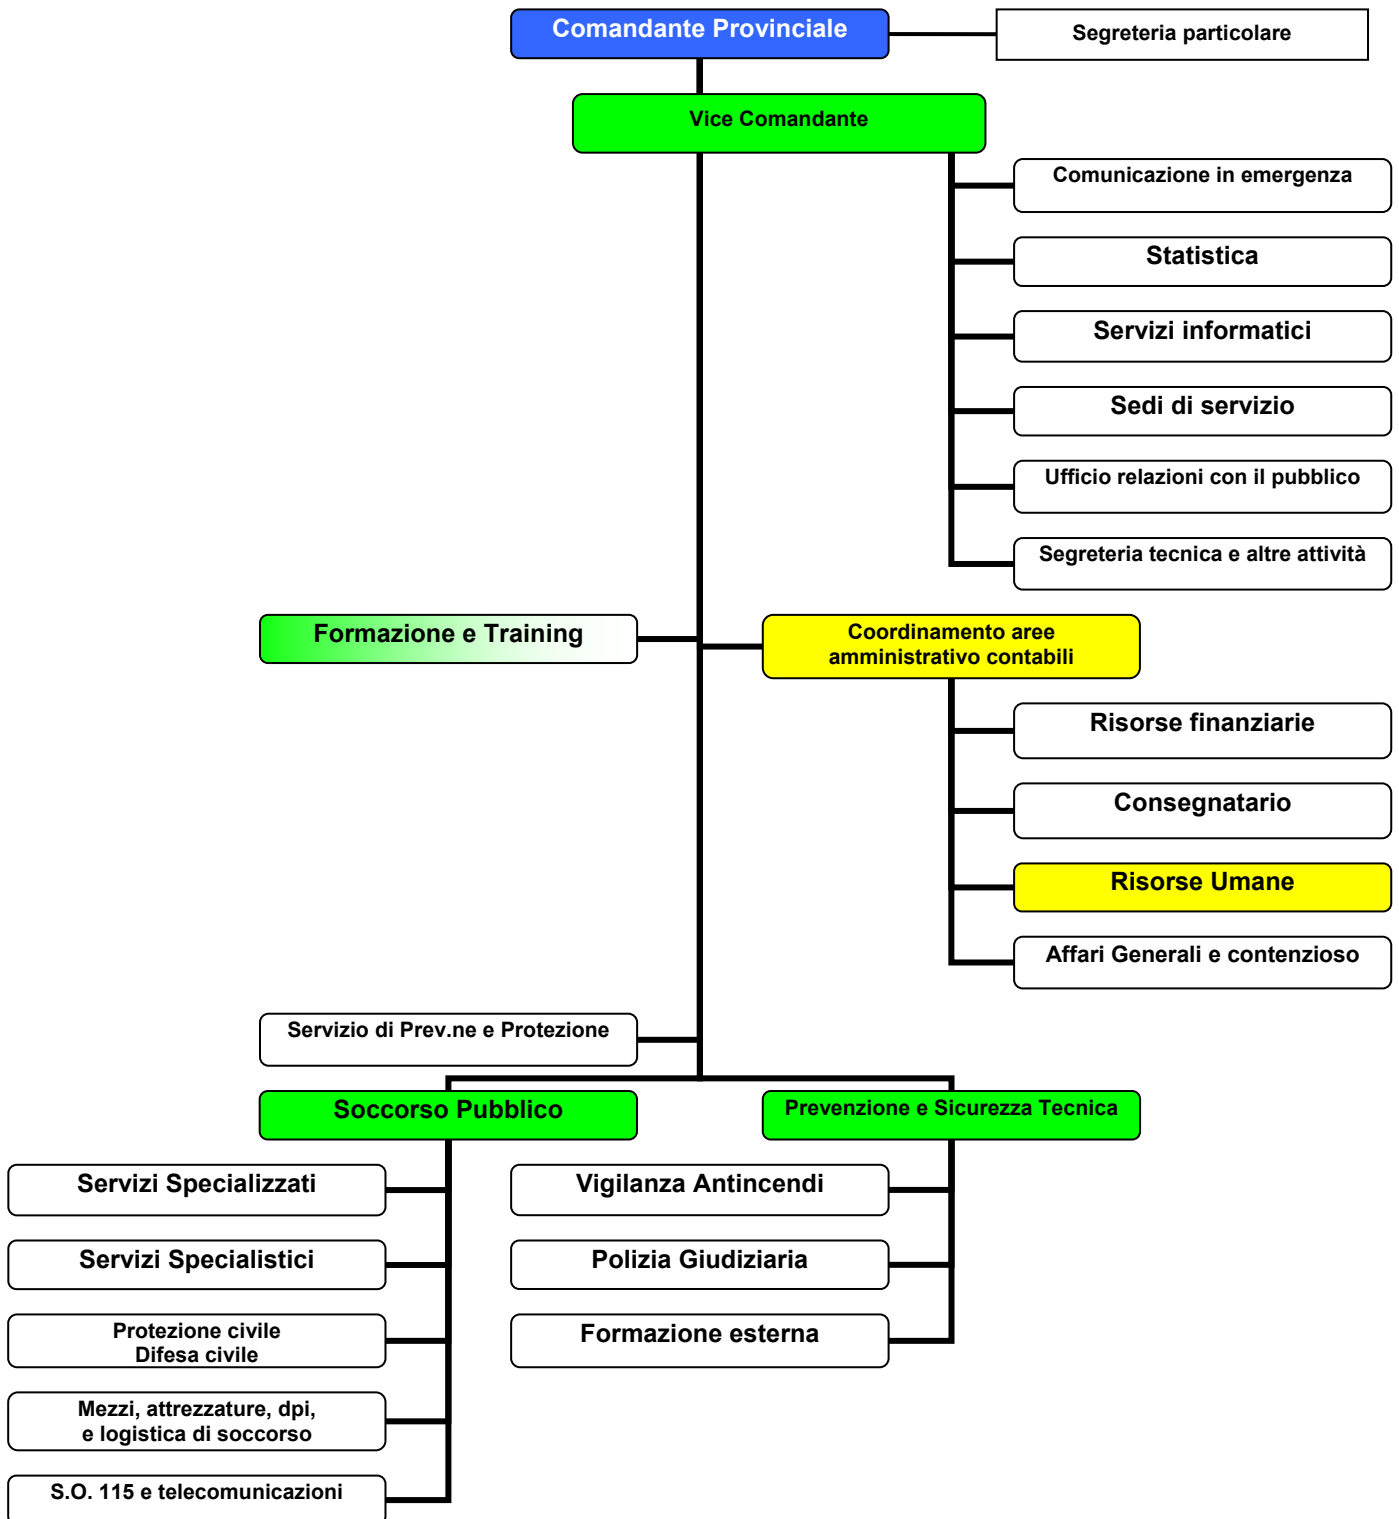 Comandante Provinciale
Segreteria particolare
Vice Comandante
Comunicazione in emergenza
Statistica
Servizi informatici
Sedi di servizio
Ufficio relazioni con il pubblico
Segreteria tecnica e altre attività
Formazione e Training
Coordinamento aree
amministrativo contabili
Risorse finanziarie
Consegnatario
Risorse Umane
Affari Generali e contenzioso
Servizio di Prev.ne e Protezione
Soccorso Pubblico
Prevenzione e Sicurezza Tecnica
Servizi Specializzati
Vigilanza Antincendi
Servizi Specialistici
Polizia Giudiziaria
Protezione civile
Difesa civile
Formazione esterna
Mezzi, attrezzature, dpi,
e logistica di soccorso
S.O. 115 e telecomunicazioni